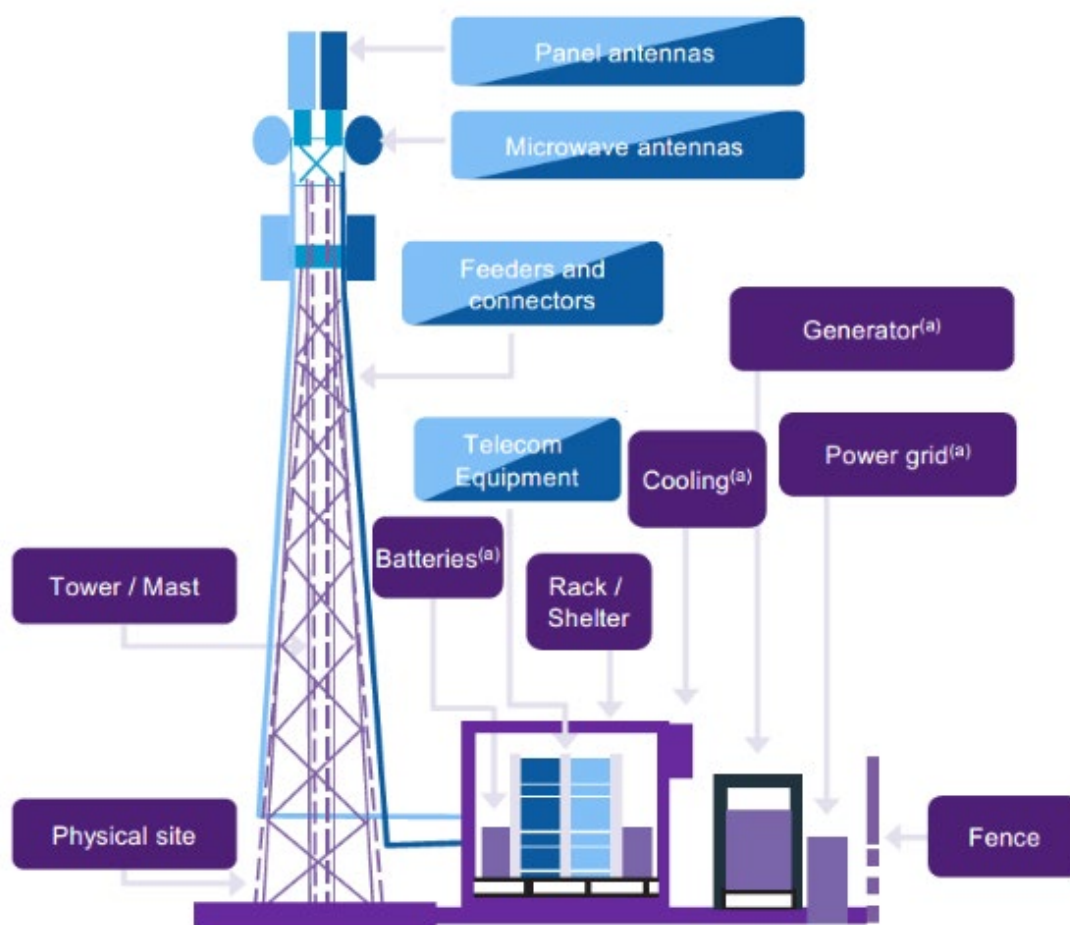 Panel antennas
Microwave antennas
Feeders and
connectors
Generator(a)
Power grid(a)
Telecom
Equipment
Cooling(a)
Batteries(a)
Rack /
Shelter
Tower / Mast
Physical site
Fence